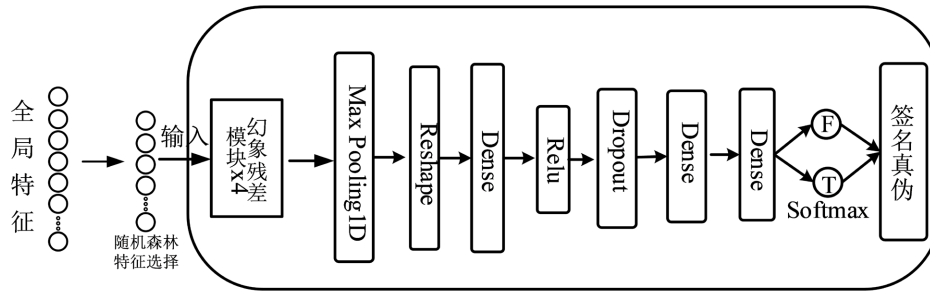 全局特征
随机森林
特征选择
输入
幻象残差
模块x4
Max Pooling1D
Reshape
Dense
Relu
Dropout
Dense
Dense
F
T
Softmax
签名真伪